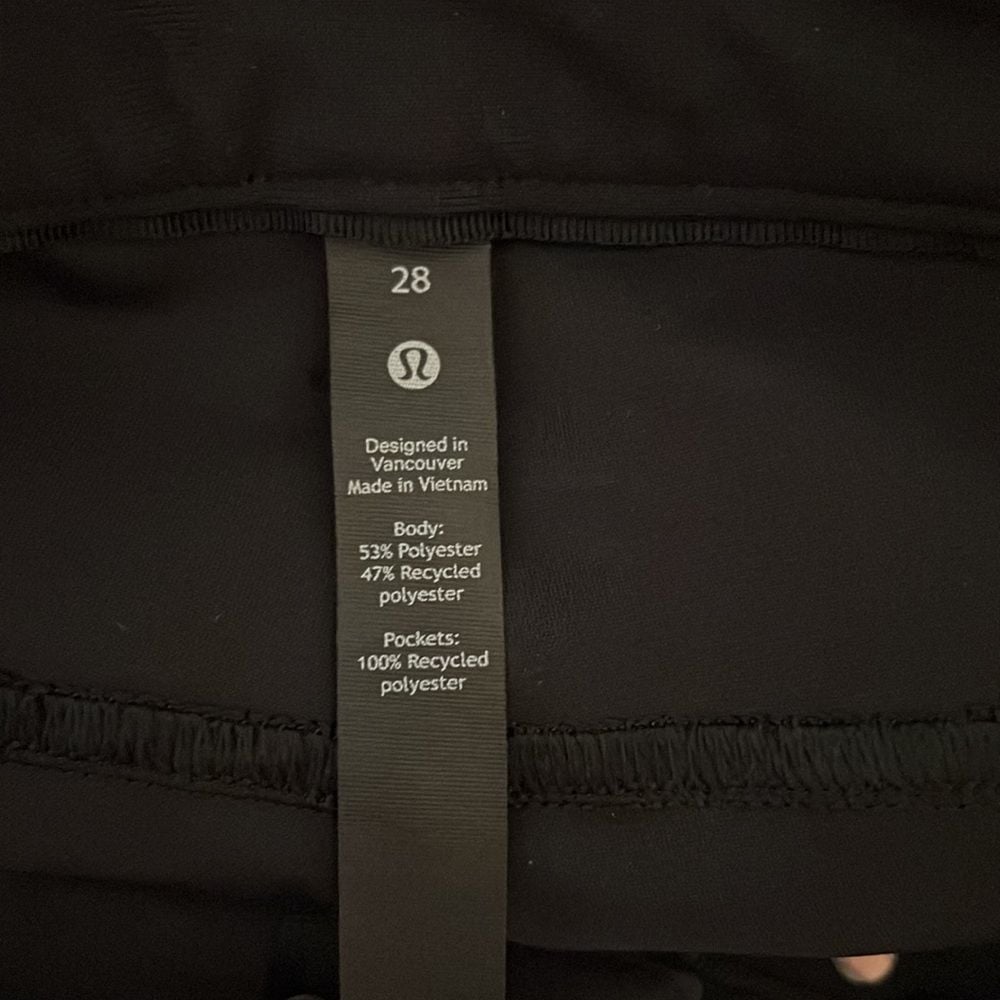 28
Designed in
Vancouver
Made in Vietnam
Body:
53% Polyester
47% Recycled
polyester
Pockets:
100% Recycled
polyester